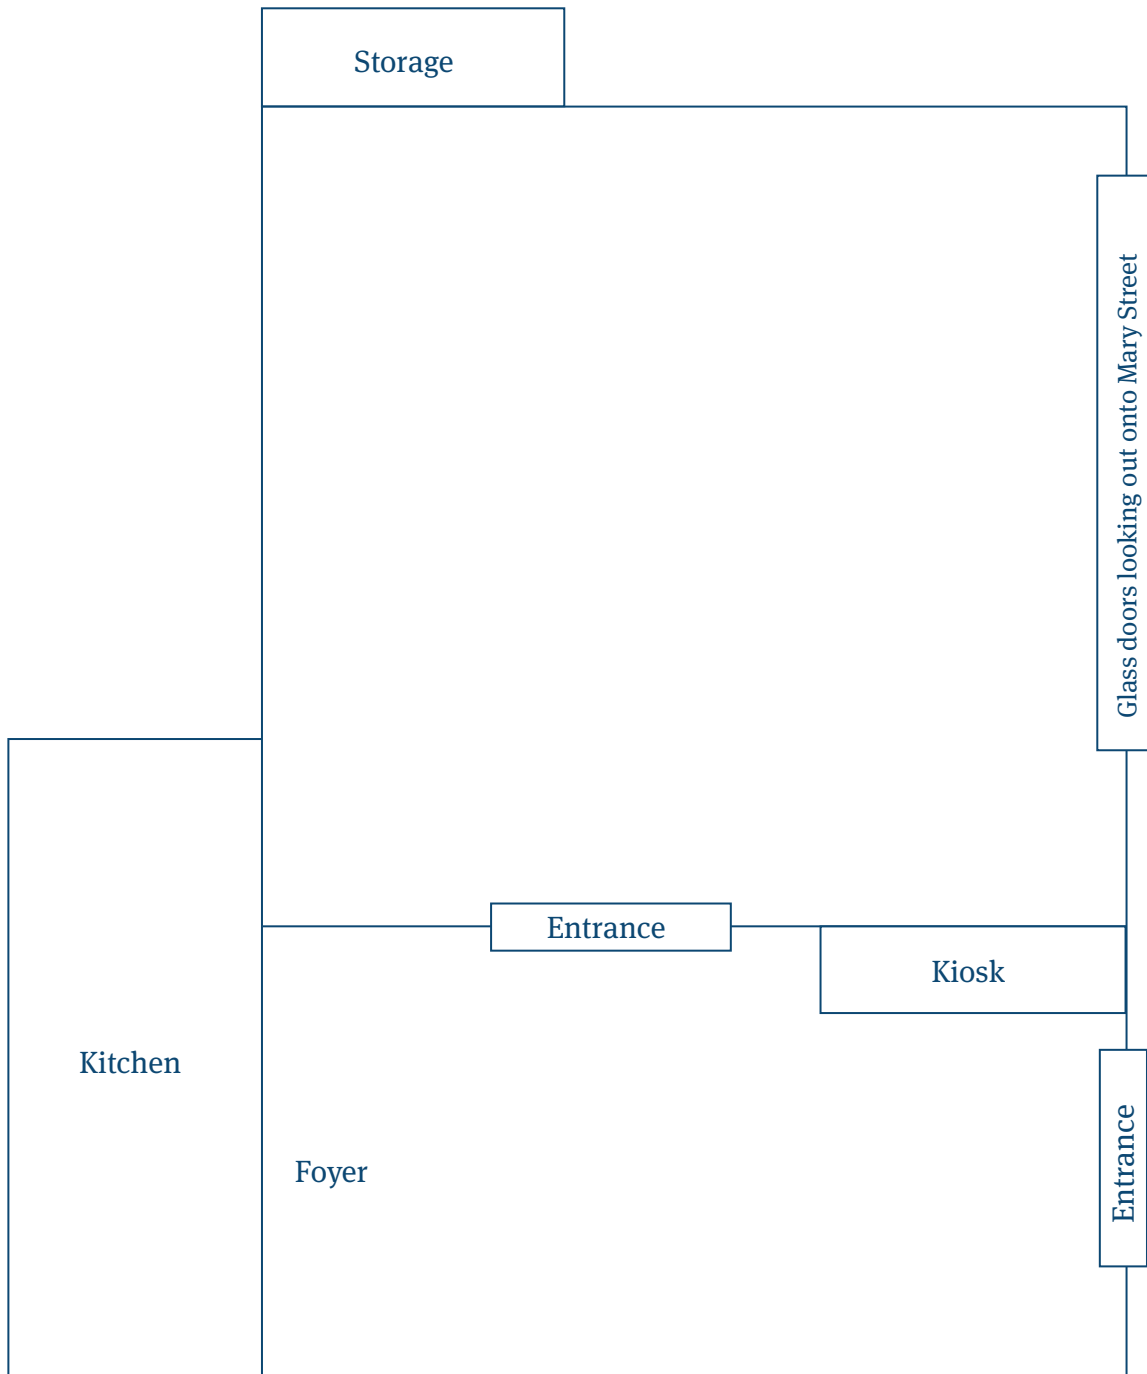 Storage
Glass doors looking out onto Mary Street
Entrance
Kiosk
Kitchen
Entrance
Foyer